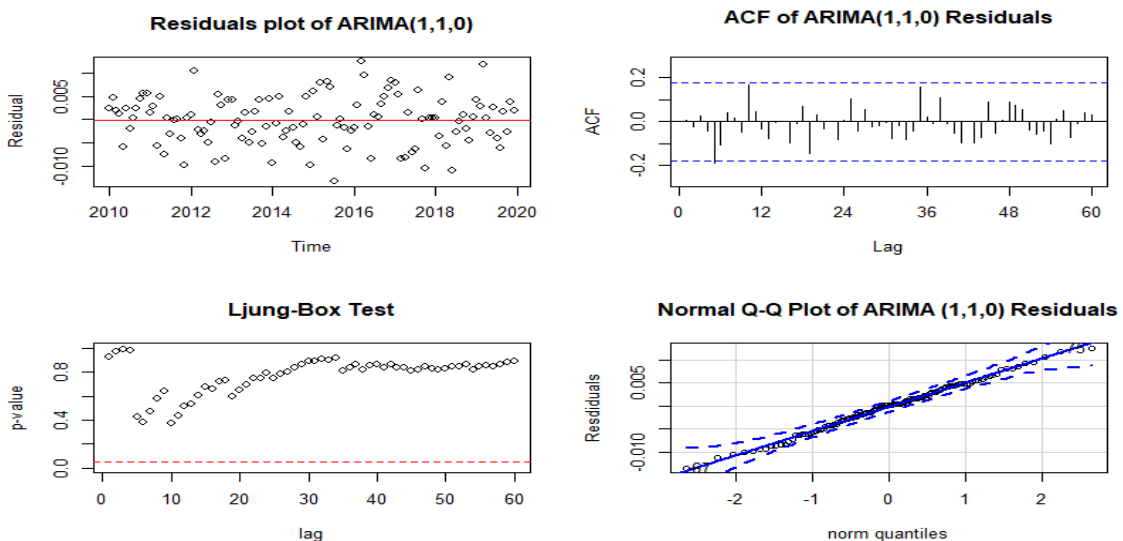 Residuals plot of ARIMA(1,1,0)
Residual
0.005
-0.010
2010 2012 2014 2016 2018 2020
Time
ACF of ARIMA(1,1,0) Residuals
ACF
0.2
0.0
-0.2
0 12 24 36 48 60
Lag
Ljung-Box Test
p-value
0.8
0.4
0.0
0 10 20 30 40 50 60
lag
Normal Q-Q Plot of ARIMA (1,1,0) Residuals
Resdiduals
0.005
-0.010
-2 -1 0 1 2
norm quantiles